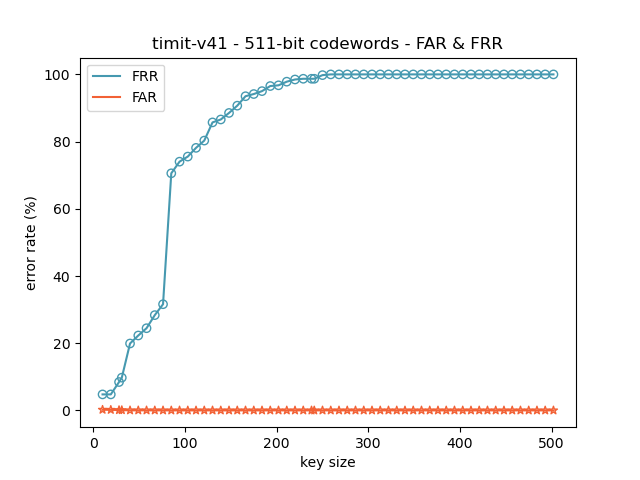 timit-v41 - 511-bit codewords - FAR & FRR
FRR
FAR
error rate (%)
100
80
60
40
20
0
0 100 200 300 400 500
key size